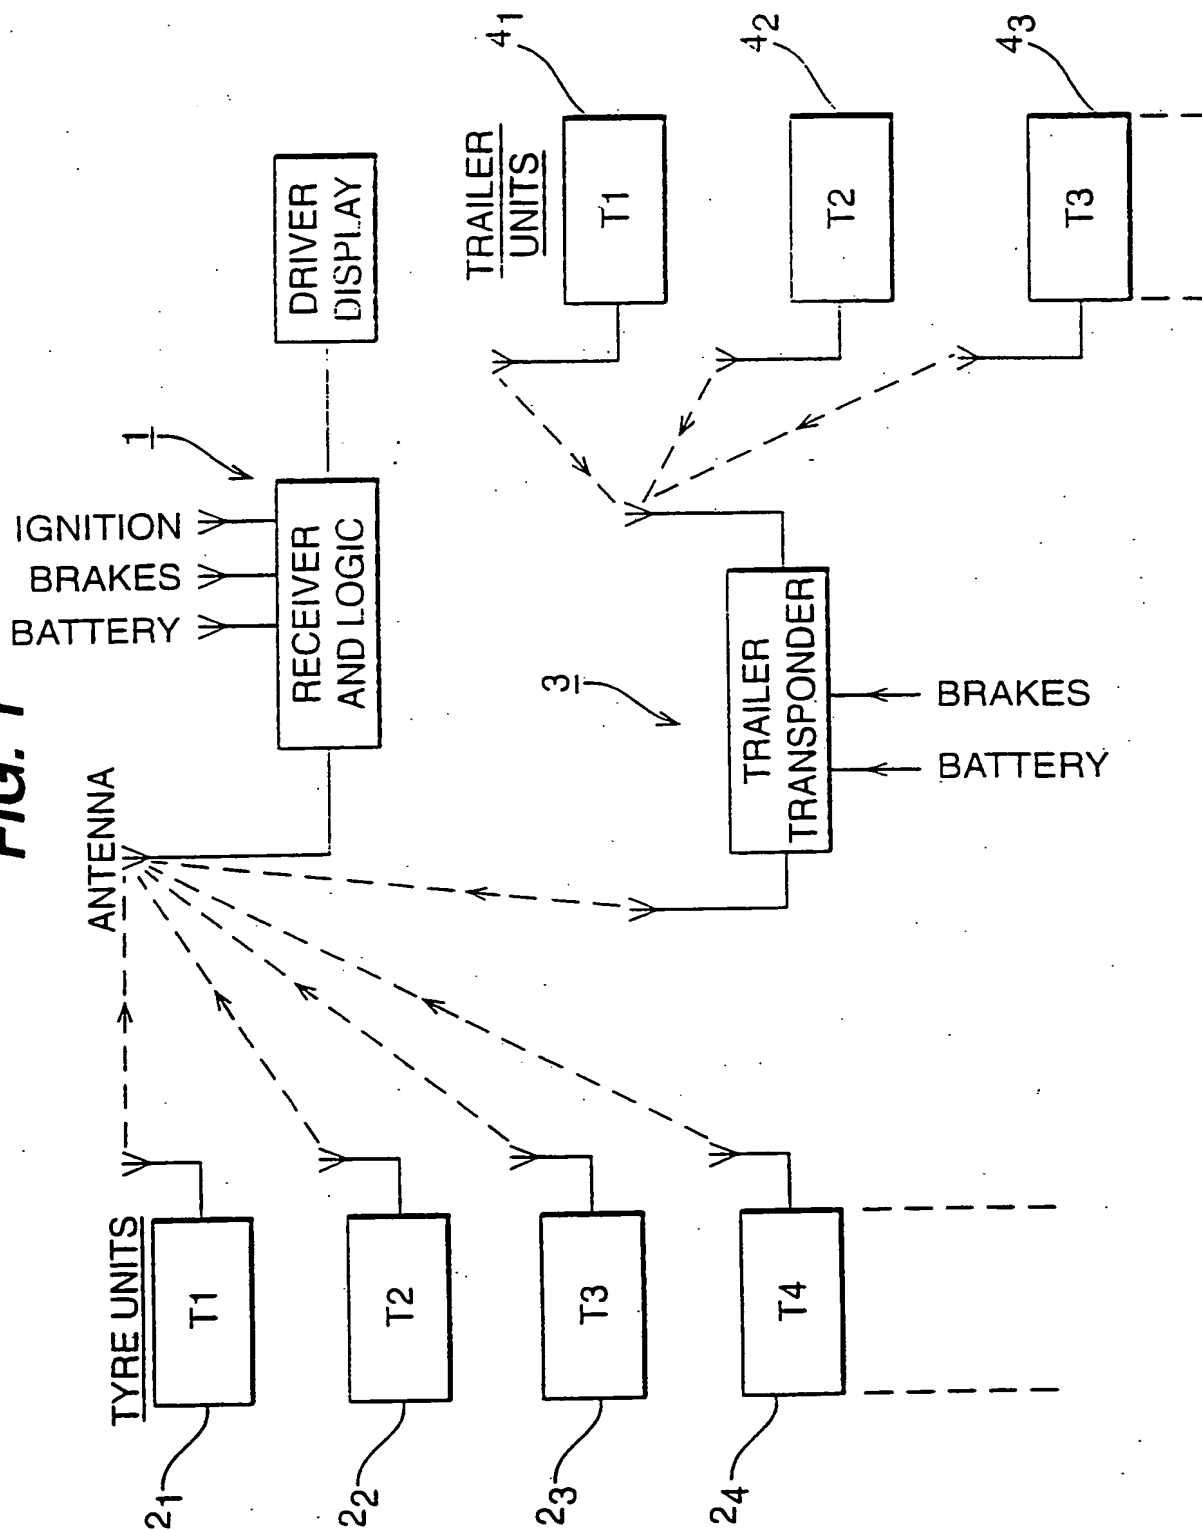 FIG. 1
TYRE UNITS
21
T1
22
T2
23
T3
24
T4
ANTENNA
BATTERY
BRAKES
IGNITION
1
RECEIVER
AND LOGIC
DRIVER
DISPLAY
3
TRAILER
TRANSPONDER
BATTERY
BRAKES
TRAILER
UNITS
T1
41
T2
42
T3
43